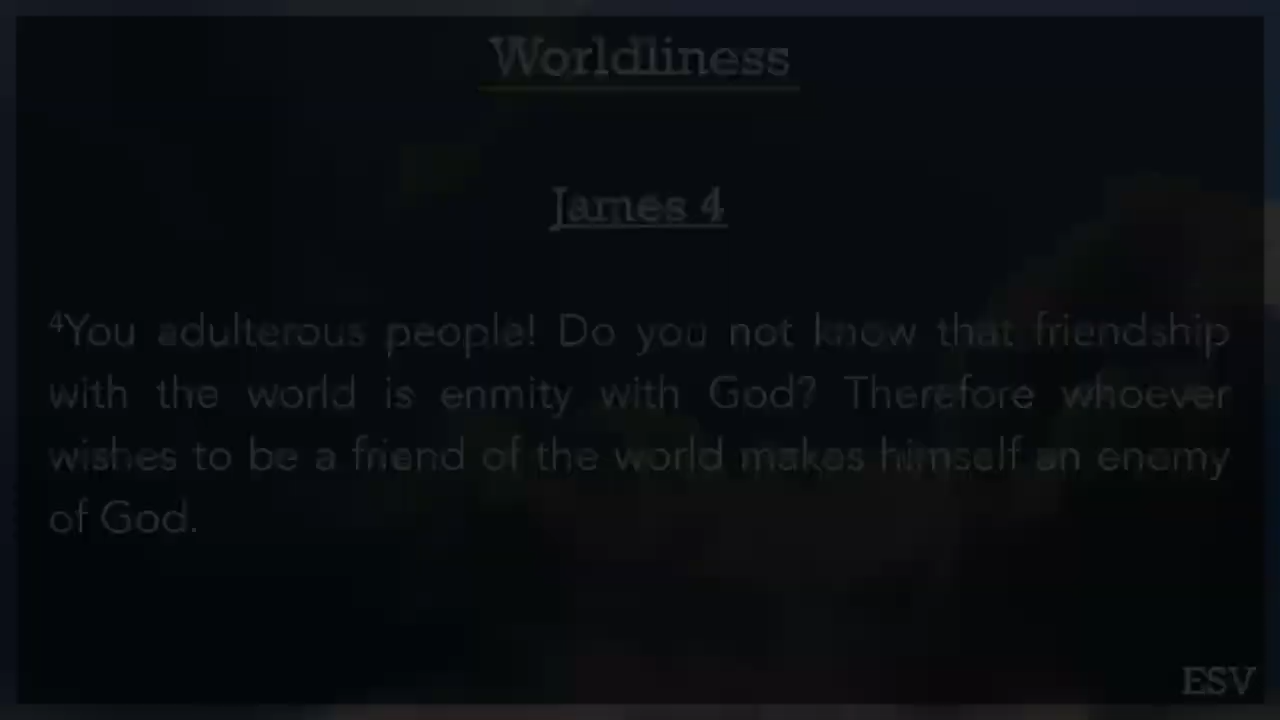 Worldliness
James 4
⁴You adulterous people! Do you not know that friendship
with the world is enmity with God? Therefore whoever
wishes to be a friend of the world makes himself an enemy
of God.
ESV